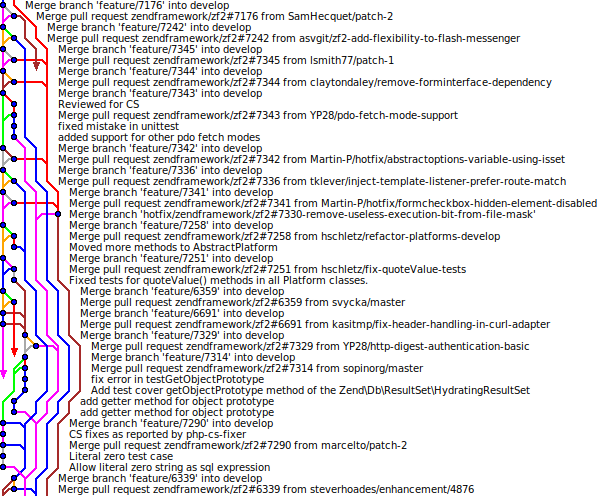 Merge branch 'feature/7176' into develop
Merge pull request zendframework/zf2#7176 from SamHecquet/patch-2
Merge branch 'feature/7242' into develop
Merge pull request zendframework/zf2#7242 from asvgit/zf2-add-flexibility-to-flash-messenger
Merge branch 'feature/7345' into develop
Merge pull request zendframework/zf2#7345 from lsmith77/patch-1
Merge branch 'feature/7344' into develop
Merge pull request zendframework/zf2#7344 from claytondaley/remove-forminterface-dependency
Merge branch 'feature/7343' into develop
Reviewed for CS
Merge pull request zendframework/zf2#7343 from YP28/pdo-fetch-mode-support
fixed mistake in unittest
added support for other pdo fetch modes
Merge branch 'feature/7342' into develop
Merge pull request zendframework/zf2#7342 from Martin-P/hotfix/abstractoptions-variable-using-isset
Merge branch 'feature/7336' into develop
Merge pull request zendframework/zf2#7336 from tklever/inject-template-listener-prefer-route-match
Merge branch 'feature/7341' into develop
Merge pull request zendframework/zf2#7341 from Martin-P/hotfix/formcheckbox-hidden-element-disabled
Merge branch 'hotfix/zendframework/zf2#7330-remove-useless-execution-bit-from-file-mask'
Merge branch 'feature/7258' into develop
Merge pull request zendframework/zf2#7258 from hschletz/refactor-platforms-develop
Moved more methods to AbstractPlatform
Merge branch 'feature/7251' into develop
Merge pull request zendframework/zf2#7251 from hschletz/fix-quoteValue-tests
Fixed tests for quoteValue() methods in all Platform classes.
Merge branch 'feature/6359' into develop
Merge pull request zendframework/zf2#6359 from svycka/master
Merge branch 'feature/6691' into develop
Merge pull request zendframework/zf2#6691 from kasitmp/fix-header-handling-in-curl-adapter
Merge branch 'feature/7329' into develop
Merge pull request zendframework/zf2#7329 from YP28/http-digest-authentication-basic
Merge branch 'feature/7314' into develop
Merge pull request zendframework/zf2#7314 from sopinorg/master
fix error in testGetObjectPrototype
Add test cover getObjectPrototype method of the Zend\Db\ResultSet\HydratingResultSet
add getter method for object prototype
add getter method for object prototype
Merge branch 'feature/7290' into develop
CS fixes as reported by php-cs-fixer
Merge pull request zendframework/zf2#7290 from marcelto/patch-2
Literal zero test case
Allow literal zero string as sql expression
Merge branch 'feature/6339' into develop
Merge pull request zendframework/zf2#6339 from steverhoades/enhancement/4876